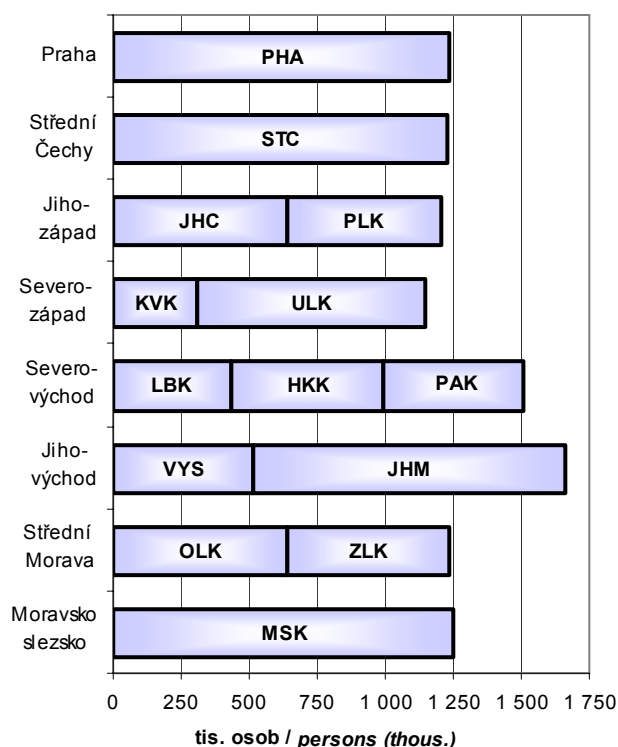 Praha
PHA
Střední
Čechy
STC
Jiho-
západ
JHC PLK
Severo-
západ
KVK ULK
Severo-
východ
LBK HKK PAK
Jiho-
východ
VYS JHM
Střední
Morava
OLK ZLK
Moravsko
slezsko
MSK
0 250 500 750 1 000 1 250 1 500 1 750
tis. osob / persons (thous.)